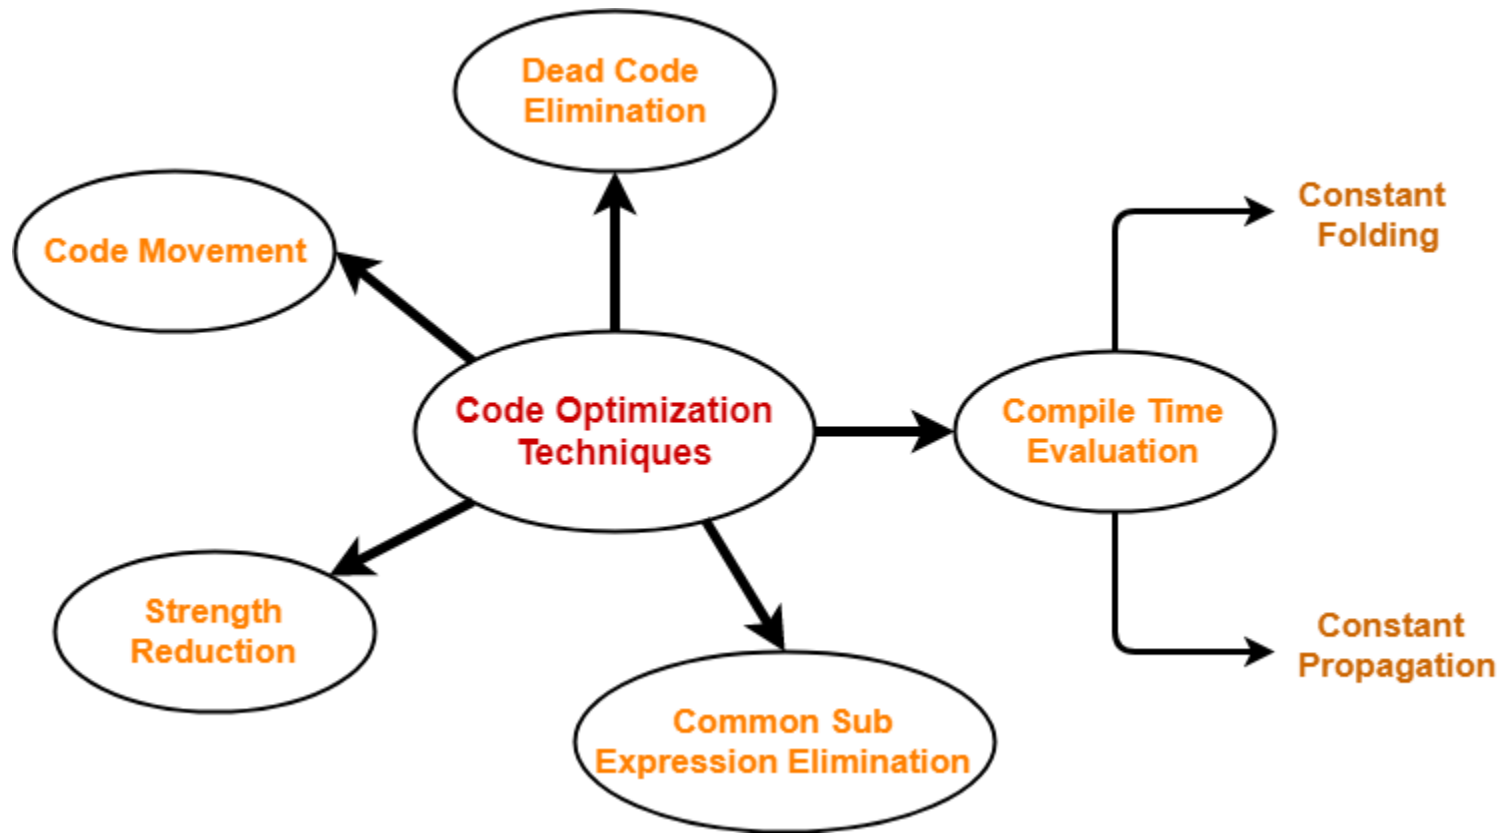 Dead Code
Elimination
Code Movement
Constant
Folding
Code Optimization
Techniques
Compile Time
Evaluation
Strength
Reduction
Constant
Propagation
Common Sub
Expression Elimination